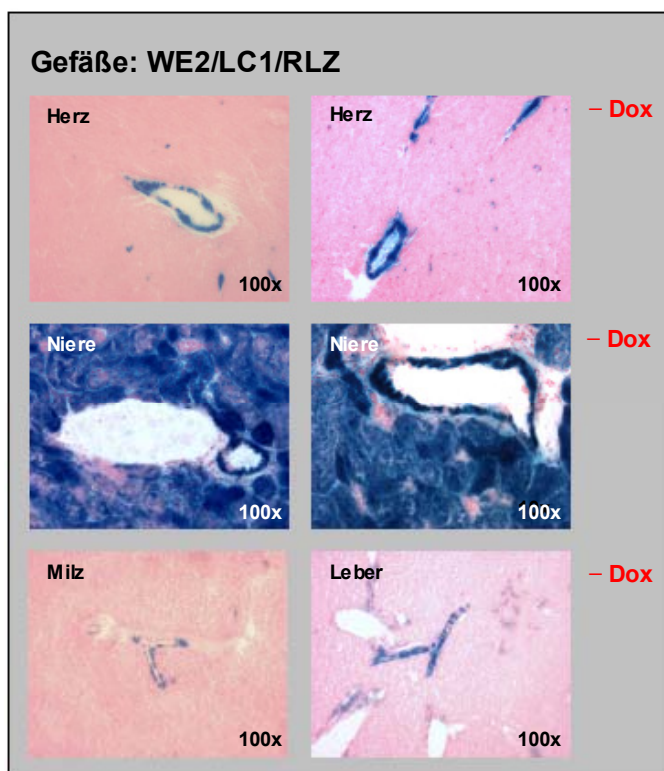 Gefäße: WE2/LC1/RLZ
Herz
Herz
– Dox
100x
100x
Niere
Niere
– Dox
100x
100x
Milz
Leber
– Dox
100x
100x